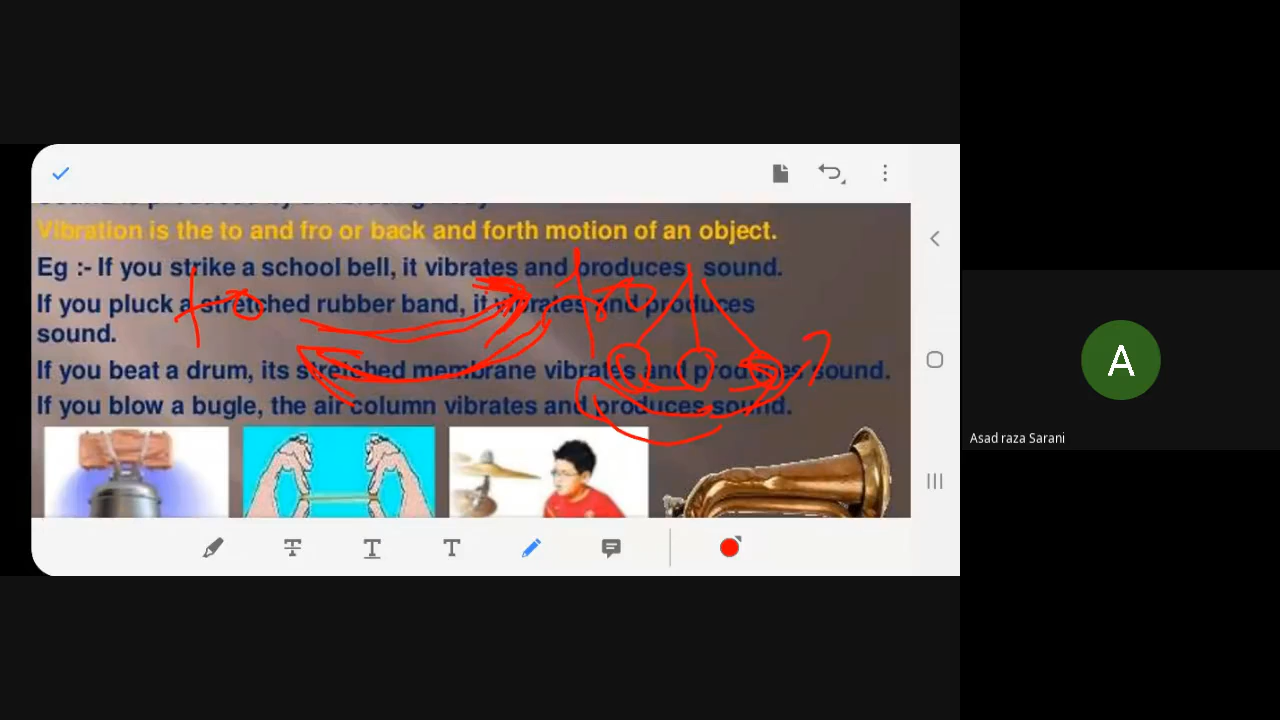 Vibration is the to and fro or back and forth motion of an object.
Eg :- If you strike a school bell, it vibrates and produces sound.
If you pluck a stretched rubber band, it vibrates and produces
sound.
If you beat a drum, its stretched membrane vibrates and produces sound.
If you blow a bugle, the air column vibrates and produces sound.
to
fro
A
Asad raza Sarani